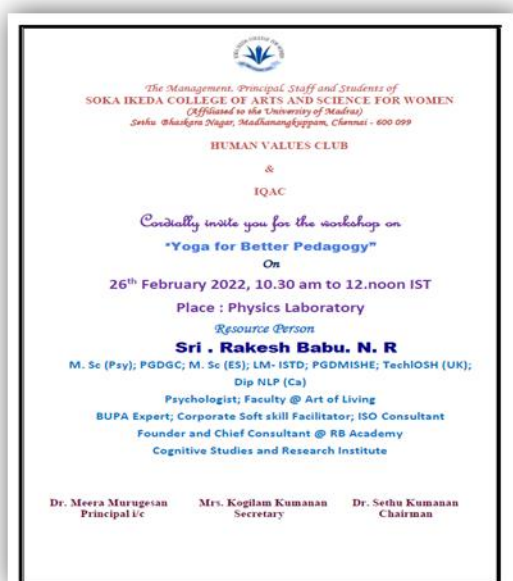 The Management, Principal, Staff and Students of
SOKA IKEDA COLLEGE OF ARTS AND SCIENCE FOR WOMEN
(Affiliated to the University of Madras)
Sethu Bhaskara Nagar, Madhanangkuppam, Chennai - 600 099
HUMAN VALUES CLUB
&
IQAC
Cordially invite you for the workshop on
"Yoga for Better Pedagogy"
On
26th February 2022, 10.30 am to 12.noon IST
Place : Physics Laboratory
Resource Person
Sri . Rakesh Babu. N. R
M. Sc (Psy); PGDGC; M. Sc (ES); LM- ISTD; PGDMISHE; TechIOSH (UK);
Dip NLP (Ca)
Psychologist; Faculty @ Art of Living
BUPA Expert; Corporate Soft skill Facilitator; ISO Consultant
Founder and Chief Consultant @ RB Academy
Cognitive Studies and Research Institute
Dr. Meera Murugesan Mrs. Kogilam Kumanan Dr. Sethu Kumanan
Principal i/c Secretary Chairman